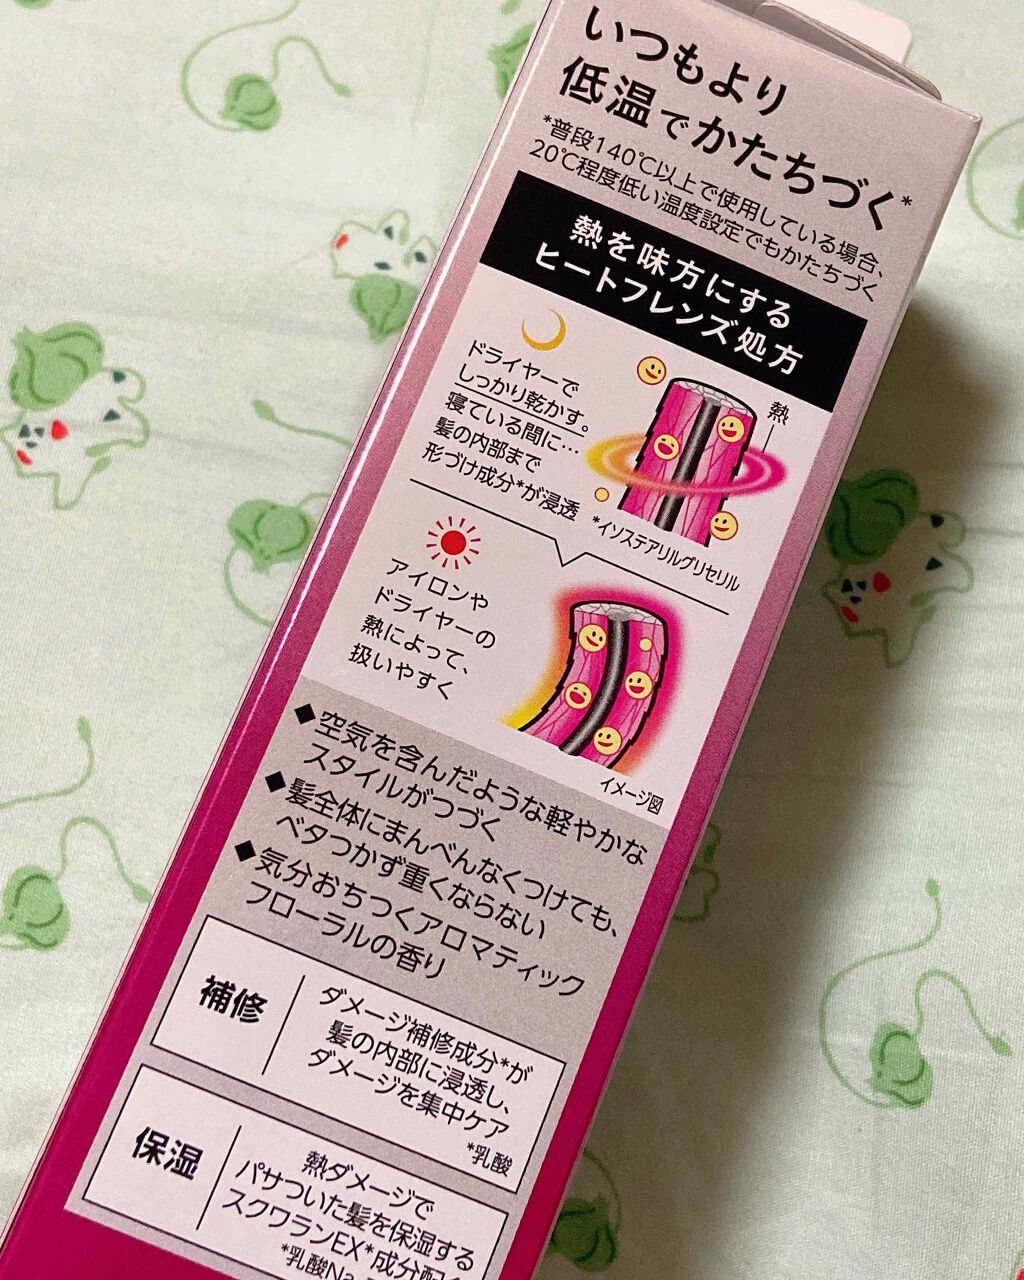 いつもより
低温でかたちづく*
*普段140℃以上で使用している場合、
20℃程度低い温度設定でもかたちづく
熱を味方にする
ヒートフレンズ処方
ドライヤーで
しっかり乾かす。
寝ている間に…
髪の内部まで
形づけ成分*が浸透
熱
*イソステアリルグリセリル
アイロンや
ドライヤーの
熱によって、
扱いやすく
イメージ図
◆空気を含んだような軽やかな
スタイルがつづく
◆髪全体にまんべんなくつけても、
ベタつかず重くならない
◆気分おちつくアロマティック
フローラルの香り
補修
ダメージ補修成分*が
髪の内部に浸透し、
ダメージを集中ケア
*乳酸
保湿
熱ダメージで
パサついた髪を保湿する
スクワランEX*成分配
*乳酸Na